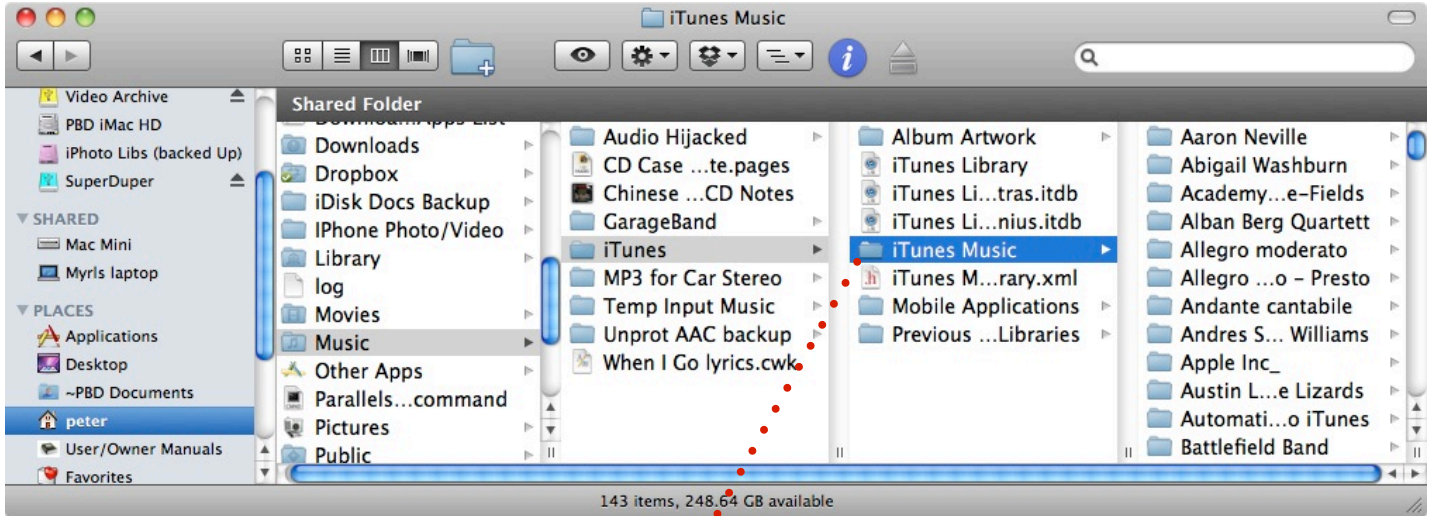 iTunes Music
Shared Folder
Video Archive
PBD iMac HD
iPhoto Libs (backed Up)
SuperDuper
SHARED
Mac Mini
Myrls laptop
PLACES
Applications
Desktop
~PBD Documents
peter
User/Owner Manuals
Favorites
Downloads
Dropbox
iDisk Docs Backup
IPhone Photo/Video
Library
log
Movies
Music
Other Apps
Parallels...command
Pictures
Public
Audio Hijacked
CD Case ...te.pages
Chinese ...CD Notes
GarageBand
iTunes
MP3 for Car Stereo
Temp Input Music
Unprot AAC backup
When I Go lyrics.cwk
Album Artwork
iTunes Library
iTunes Li...tras.itdb
iTunes Li...nius.itdb
iTunes Music
iTunes M...rary.xml
Mobile Applications
Previous ...Libraries
Aaron Neville
Abigail Washburn
Academy...e-Fields
Alban Berg Quartett
Allegro moderato
Allegro ...o – Presto
Andante cantabile
Andres S... Williams
Apple Inc_
Austin L...e Lizards
Automati...o iTunes
Battlefield Band
143 items, 248.64 GB available